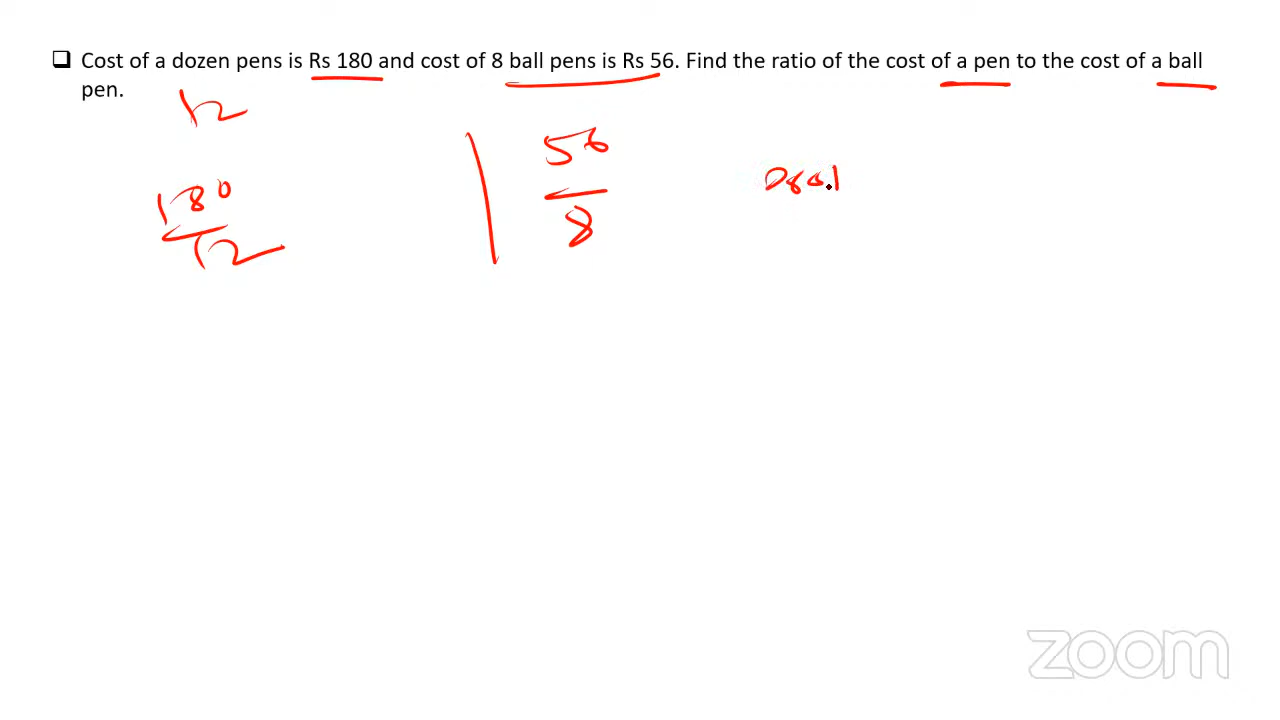 Cost of a dozen pens is Rs 180 and cost of 8 ball pens is Rs 56. Find the ratio of the cost of a pen to the cost of a ball
pen.
12
56
180
8
12
zoom